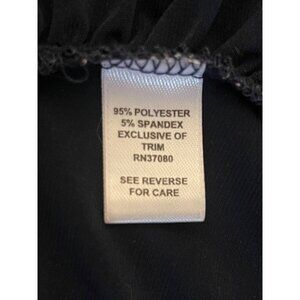 95% POLYESTER
5% SPANDEX
EXCLUSIVE OF
TRIM
RN37080
SEE REVERSE
FOR CARE